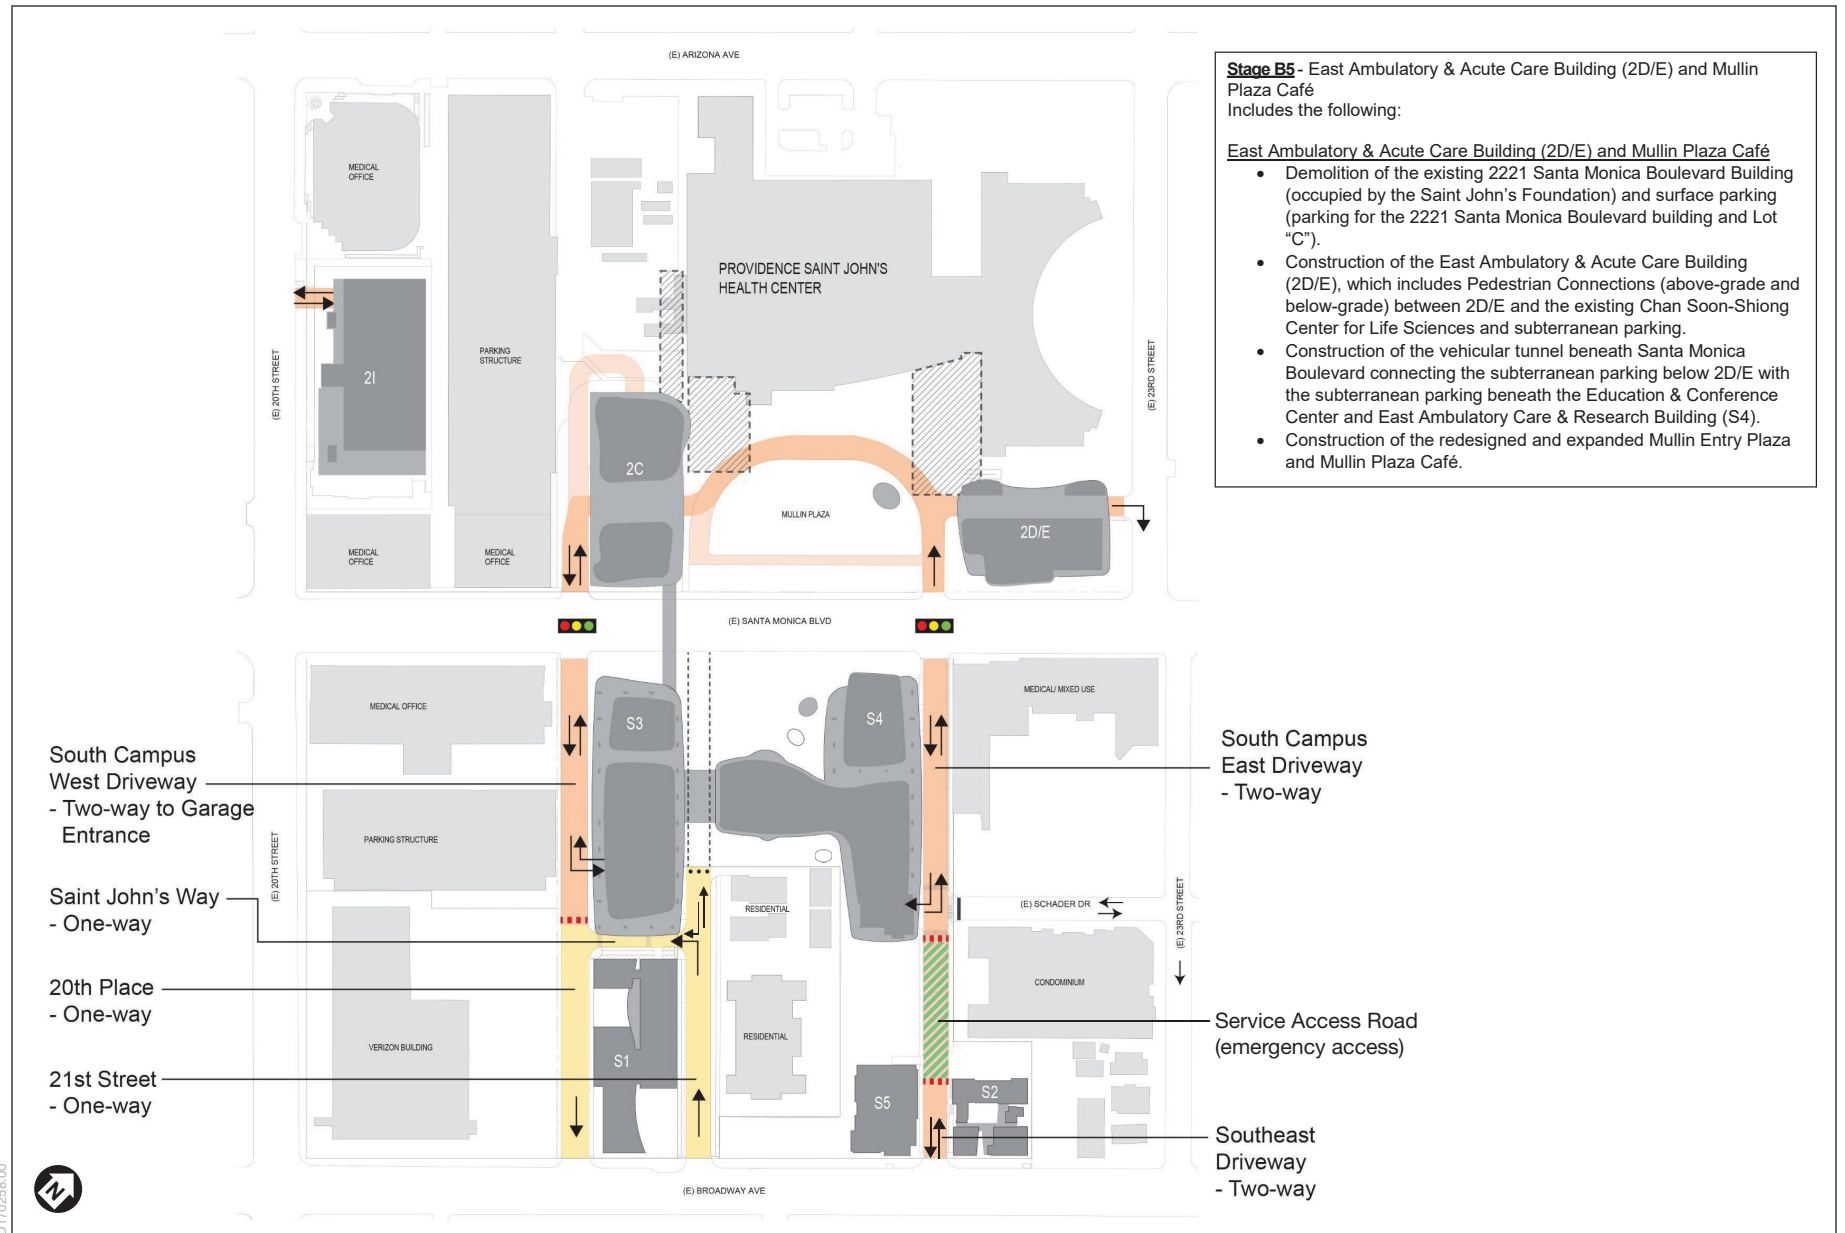 (E) ARIZONA AVE
Stage B5 - East Ambulatory & Acute Care Building (2D/E) and Mullin
Plaza Café
Includes the following:
East Ambulatory & Acute Care Building (2D/E) and Mullin Plaza Café
• Demolition of the existing 2221 Santa Monica Boulevard Building
(occupied by the Saint John's Foundation) and surface parking
(parking for the 2221 Santa Monica Boulevard building and Lot
“C”).
• Construction of the East Ambulatory & Acute Care Building
(2D/E), which includes Pedestrian Connections (above-grade and
below-grade) between 2D/E and the existing Chan Soon-Shiong
Center for Life Sciences and subterranean parking.
• Construction of the vehicular tunnel beneath Santa Monica
Boulevard connecting the subterranean parking below 2D/E with
the subterranean parking beneath the Education & Conference
Center and East Ambulatory Care & Research Building (S4).
• Construction of the redesigned and expanded Mullin Entry Plaza
and Mullin Plaza Café.
MEDICAL
OFFICE
PROVIDENCE SAINT JOHN'S
HEALTH CENTER
(E) 20TH STREET
2I
PARKING
STRUCTURE
(E) 23RD STREET
2C
MULLIN PLAZA
2D/E
MEDICAL
OFFICE
MEDICAL
OFFICE
(E) SANTA MONICA BLVD
MEDICAL OFFICE
S3
S4
MEDICAL/ MIXED USE
South Campus
West Driveway
- Two-way to Garage
Entrance
South Campus
East Driveway
- Two-way
PARKING STRUCTURE
(E) 20TH STREET
Saint John's Way
- One-way
RESIDENTIAL
(E) SCHADER DR
(E) 23RD STREET
20th Place
- One-way
CONDOMINIUM
VERIZON BUILDING
S1
RESIDENTIAL
Service Access Road
(emergency access)
21st Street
- One-way
S5
S2
Southeast
Driveway
- Two-way
N
(E) BROADWAY AVE